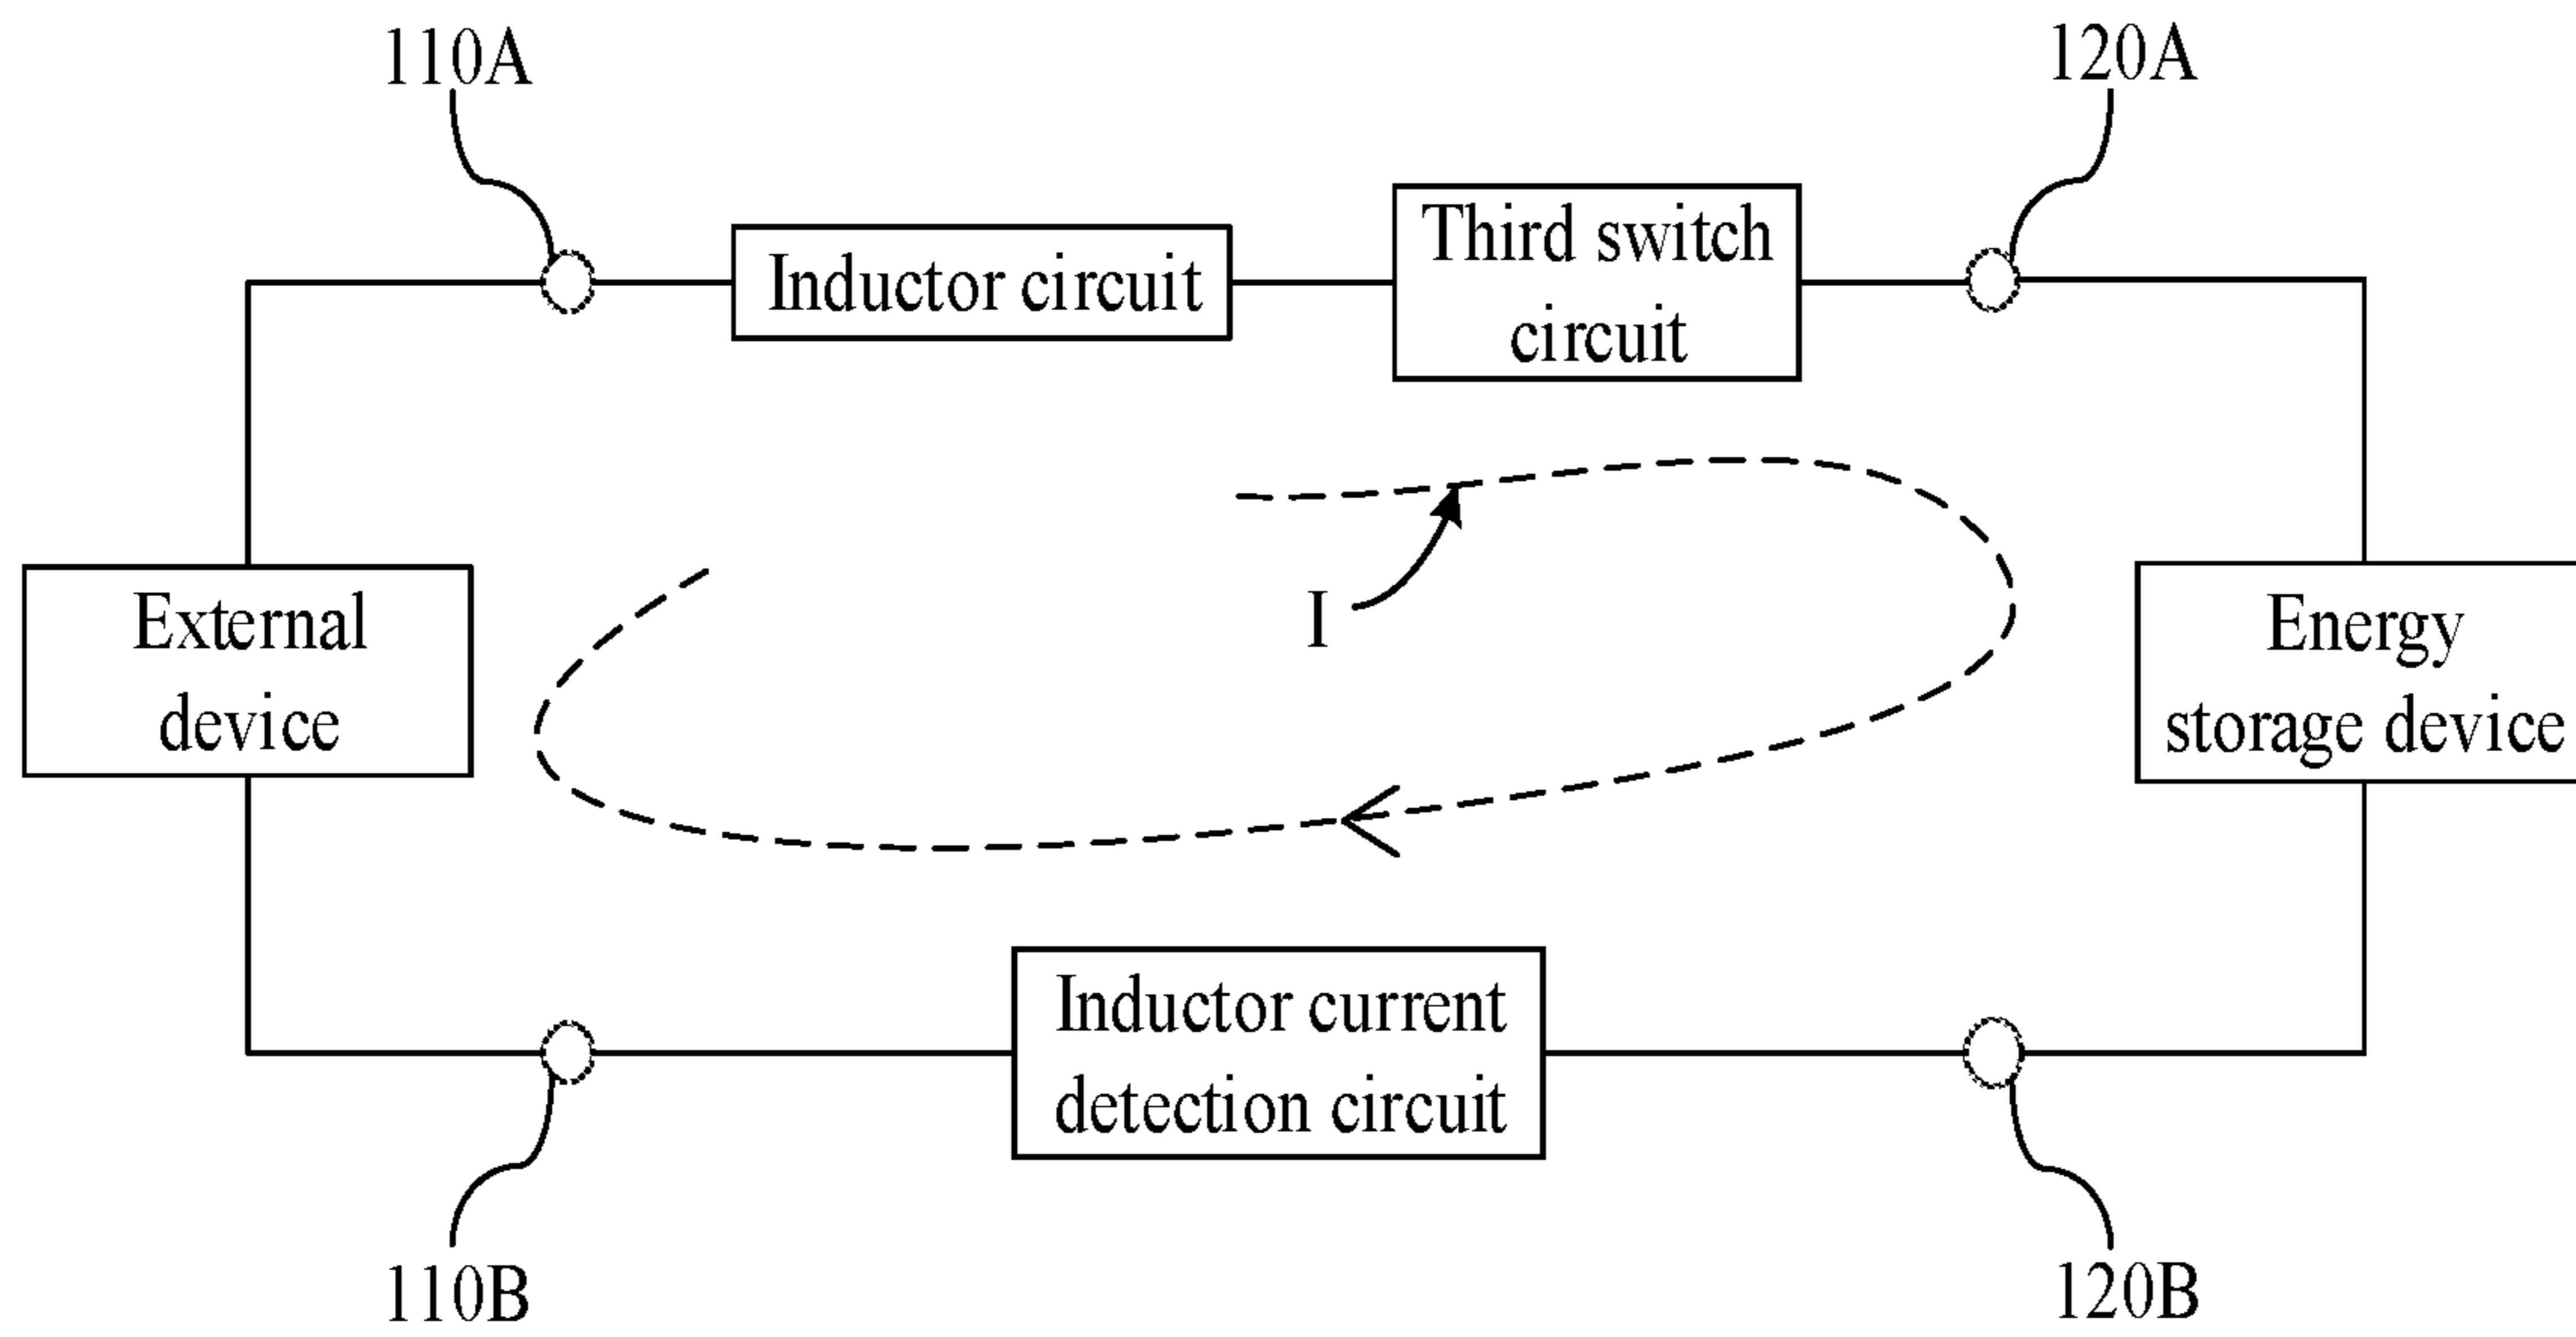 110A
120A
Third switch
circuit
Inductor circuit
External
device
I
Energy
storage device
Inductor current
detection circuit
110B
120B